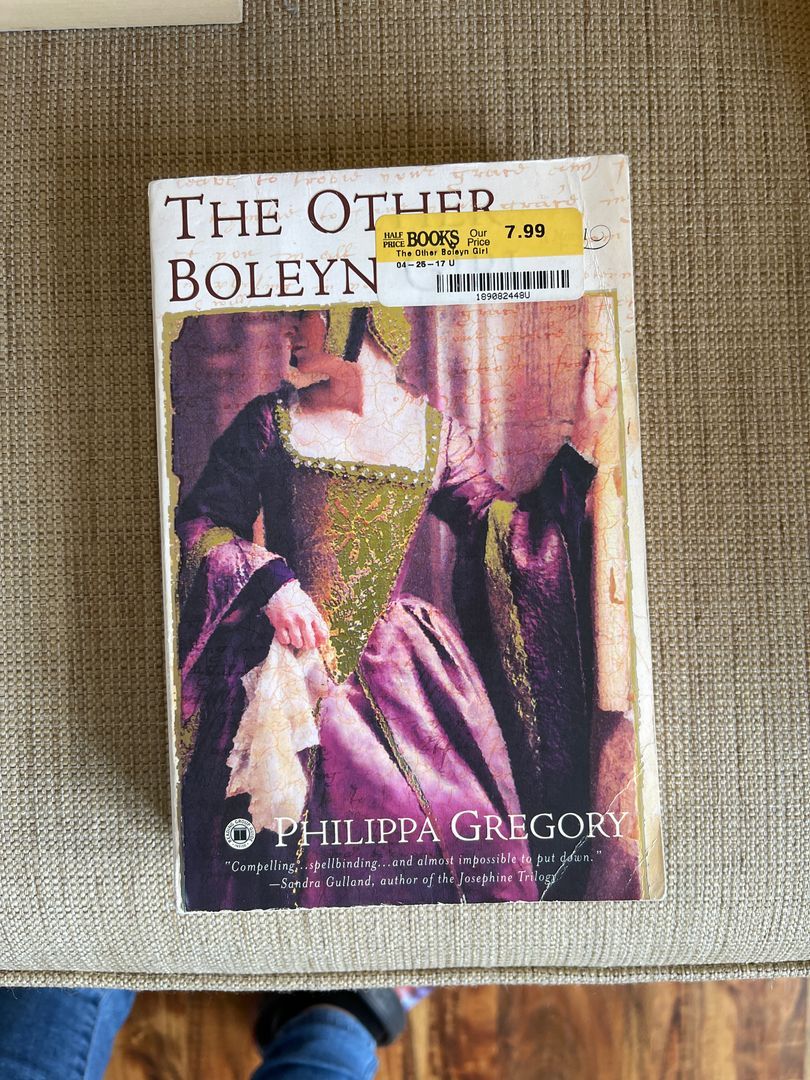 THE OTHER
BOLEYN
HALF PRICE BOOKS Our Price 7.99
The Other Boleyn Girl
04-25-17 U
189082448U
PHILIPPA GREGORY
"Compelling...spellbinding...and almost impossible to put down."
—Sandra Gulland, author of the Josephine Trilogy